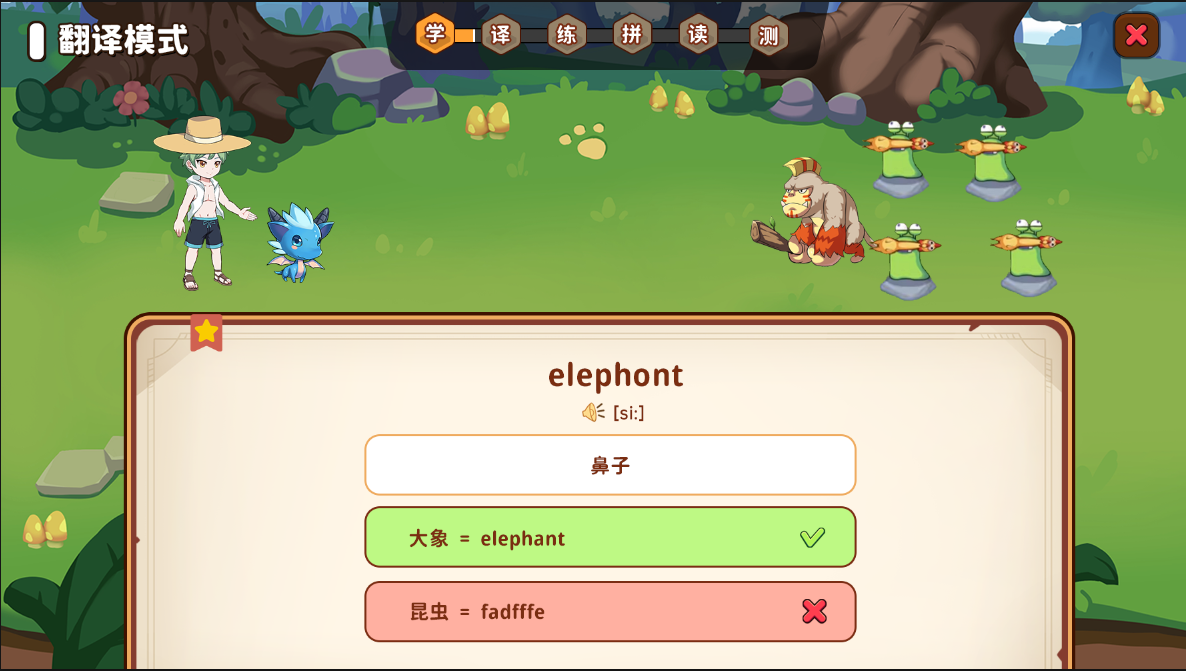 翻译模式
学 译 练 拼 读 测
elephont
[si:]
鼻子
大象 = elephant
昆虫 = fadfffe